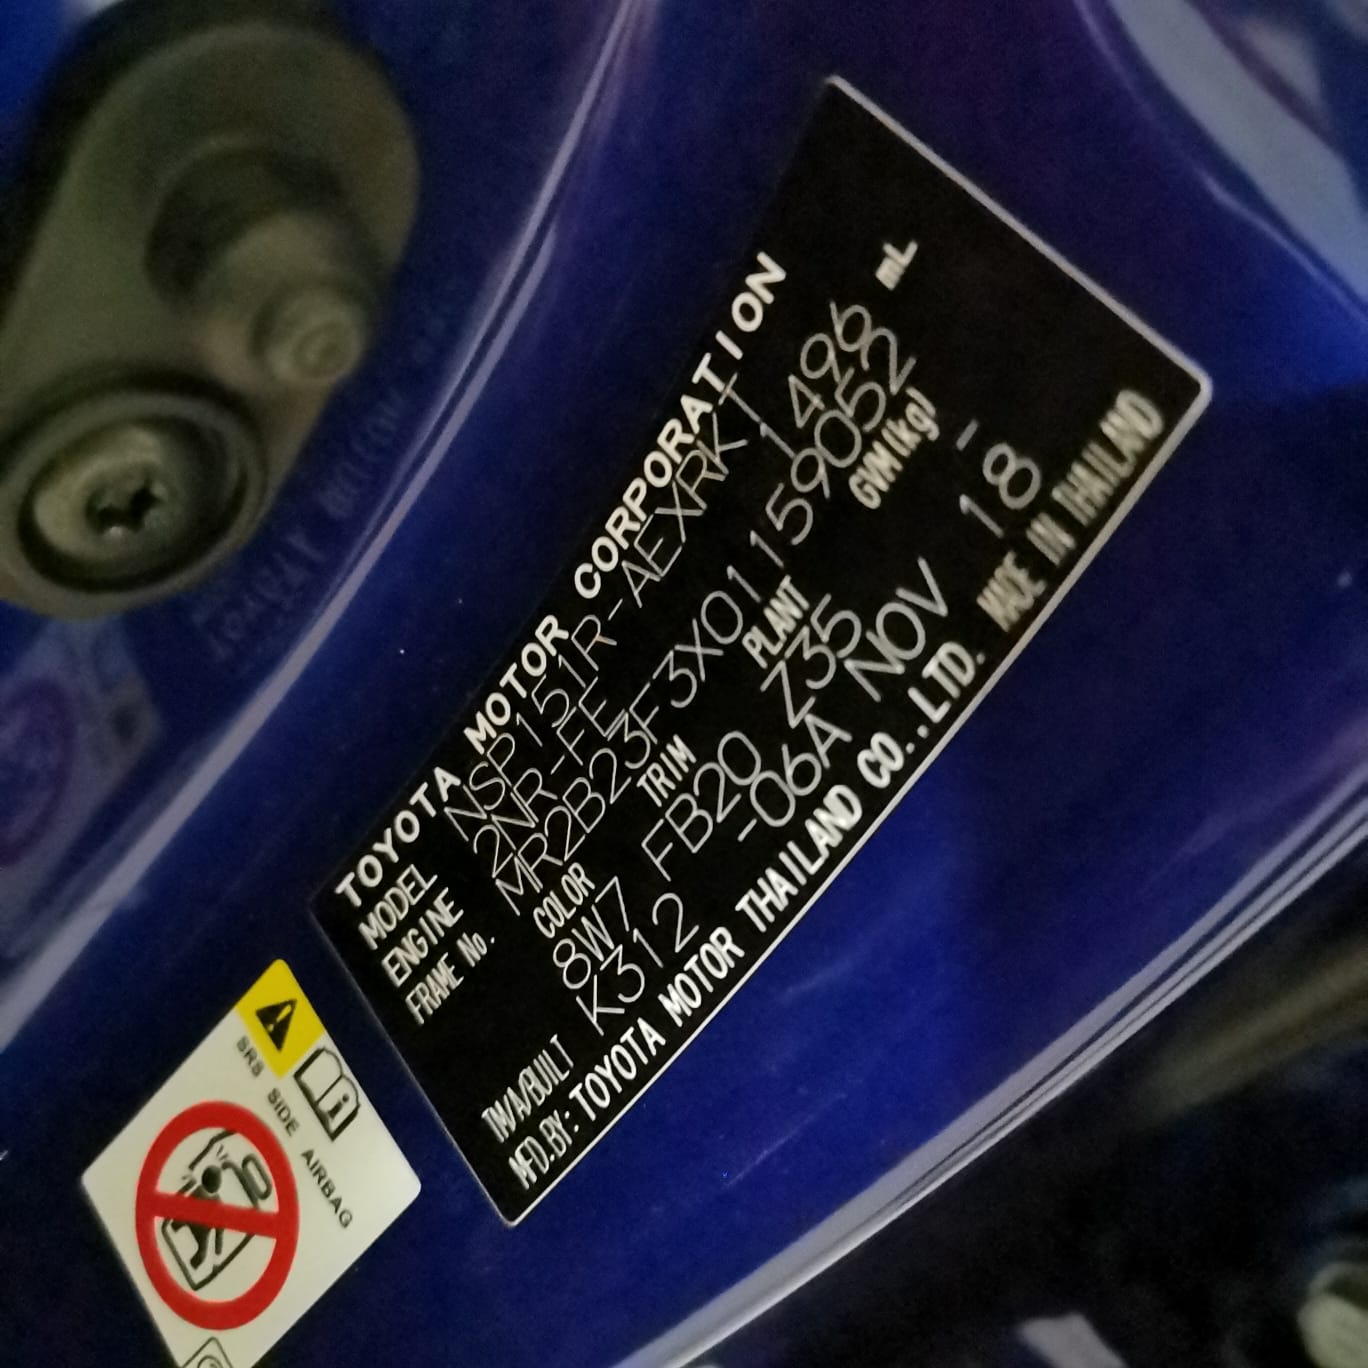 TOYOTA MOTOR CORPORATION
MODEL NSP151R-AEXRKT
ENGINE 2NR-FE 1496 mL
FRAME No. MR2B23F3X01159052
COLOR TRIM PLANT GVM(kg)
8W7 FB20 Z35 -
TM/A/BUILT K312 -06A NOV 18
MFD.BY: TOYOTA MOTOR THAILAND CO.,LTD. MADE IN THAILAND
SRS SIDE AIRBAG